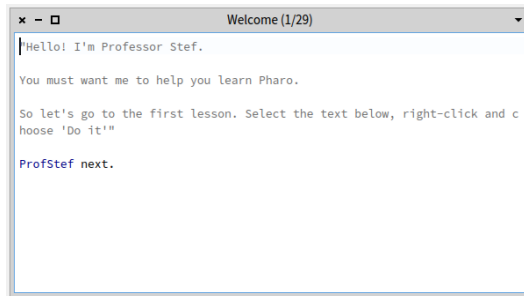 Welcome (1/29)
"Hello! I'm Professor Stef.
You must want me to help you learn Pharo.
So let's go to the first lesson. Select the text below, right-click and c
hoose 'Do it'"
ProfStef next.